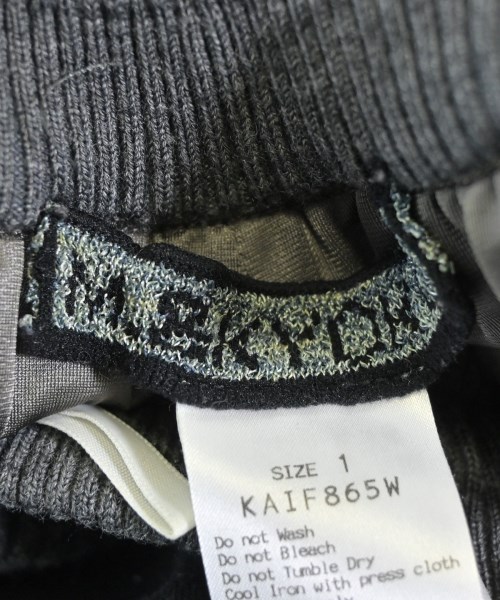 SIZE 1
KAIF865W
Do not Wash
Do not Bleach
Do not Tumble Dry
Cool Iron with press cloth